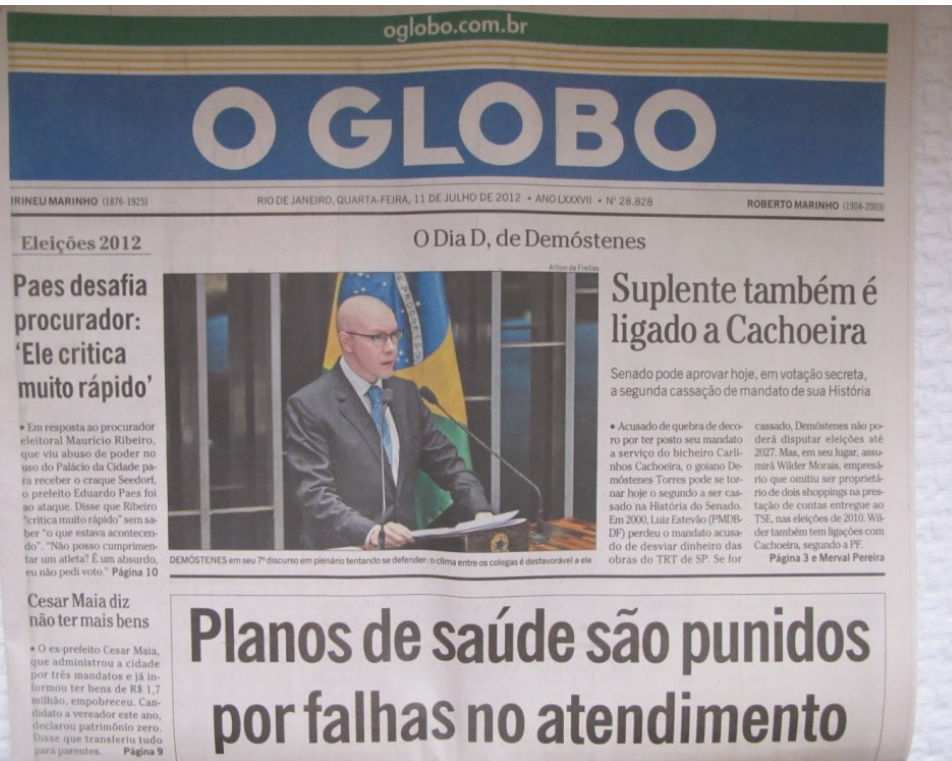 oglobo.com.br
O GLOBO
IRINEU MARINHO (1876-1925)
RIO DE JANEIRO, QUARTA-FEIRA, 11 DE JULHO DE 2012 • ANO LXXXVII • Nº 28.828
ROBERTO MARINHO (1904-2003)
Eleições 2012
Paes desafia
procurador:
'Ele critica
muito rápido'
• Em resposta ao procurador
eleitoral Mauricio Ribeiro,
que viu abuso de poder no
uso do Palácio da Cidade pa-
ra receber o craque Seedorf,
o prefeito Eduardo Paes foi
ao ataque. Disse que Ribeiro
"critica muito rápido" sem sa-
ber "o que estava acontecen-
do". "Não posso cumprimen-
tar um atleta? É um absurdo,
eu não pedi voto." Página 10
Cesar Maia diz
não ter mais bens
• O ex-prefeito Cesar Maia,
que administrou a cidade
por três mandatos e já in-
formou ter bens de R$ 1,7
milhão, empobreceu. Can-
didato a vereador este ano,
declarou patrimônio zero.
Disse que transferiu tudo
para parentes. Página 9
O Dia D, de Demóstenes
Ailton de Freitas
PROGRESSO
DEMÓSTENES em seu 7º discurso em plenário tentando se defender: o clima entre os colegas é desfavorável a ele
Suplente também é
ligado a Cachoeira
Senado pode aprovar hoje, em votação secreta,
a segunda cassação de mandato de sua História
• Acusado de quebra de deco-
ro por ter posto seu mandato
a serviço do bicheiro Carli-
nhos Cachoeira, o goiano De-
móstenes Torres pode se tor-
nar hoje o segundo a ser cas-
sado na História do Senado.
Em 2000, Luiz Estevão (PMDB-
DF) perdeu o mandato acusa-
do de desviar dinheiro das
obras do TRT de SP. Se for
cassado, Demóstenes não po-
derá disputar eleições até
2027. Mas, em seu lugar, assu-
mirá Wilder Morais, empresá-
rio que omitiu ser proprietá-
rio de dois shoppings na pres-
tação de contas entregue ao
TSE, nas eleições de 2010. Wil-
der também tem ligações com
Cachoeira, segundo a PF.
Página 3 e Merval Pereira
Planos de saúde são punidos
por falhas no atendimento